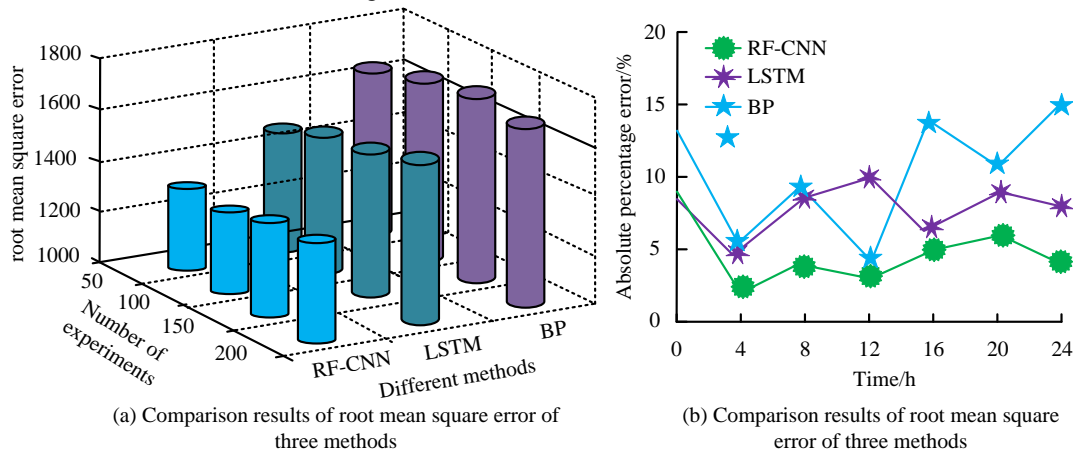 1800
1600
1400
1200
1000
root mean square error
50
100
150
200
Number of
experiments
RF-CNN
LSTM
BP
Different methods
(a) Comparison results of root mean square error of
three methods
20
15
10
5
0
Absolute percentage error/%
RF-CNN
LSTM
BP
0 4 8 12 16 20 24
Time/h
(b) Comparison results of root mean square
error of three methods